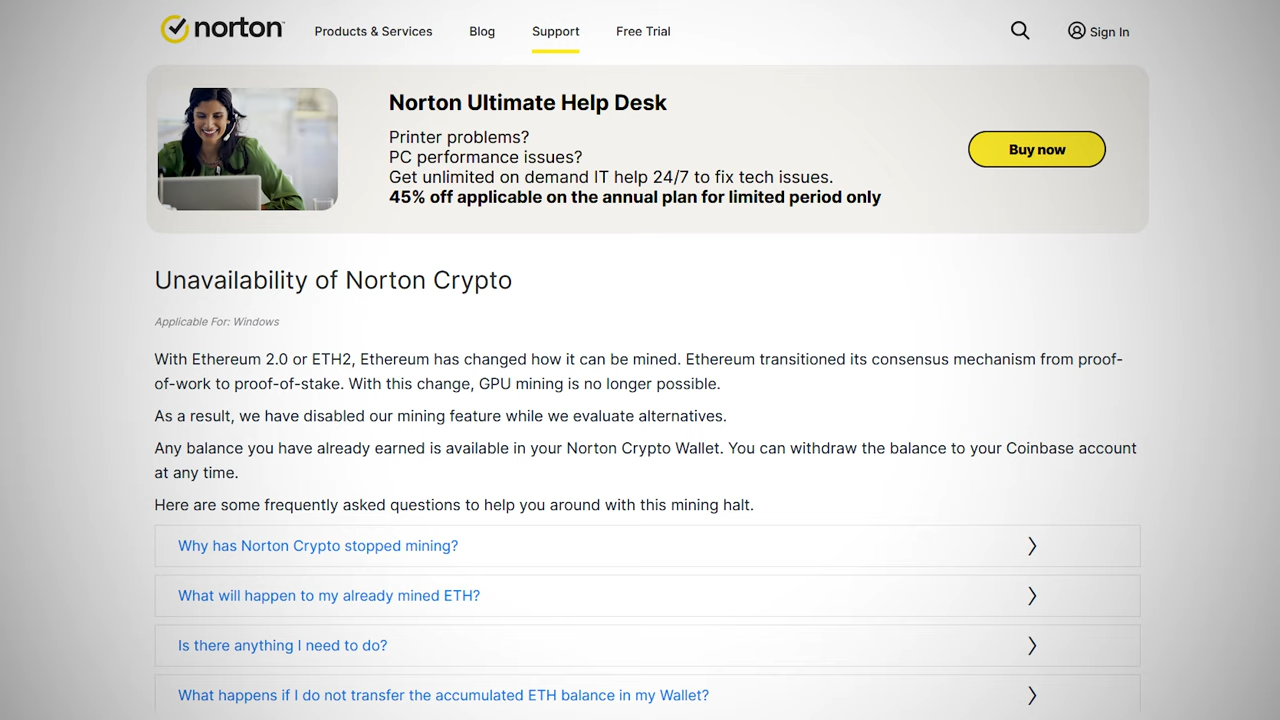 norton
Products & Services
Blog
Support
Free Trial
Sign In
Norton Ultimate Help Desk
Printer problems?
PC performance issues?
Get unlimited on demand IT help 24/7 to fix tech issues.
45% off applicable on the annual plan for limited period only
Buy now
Unavailability of Norton Crypto
Applicable For: Windows
With Ethereum 2.0 or ETH2, Ethereum has changed how it can be mined. Ethereum transitioned its consensus mechanism from proof-
of-work to proof-of-stake. With this change, GPU mining is no longer possible.
As a result, we have disabled our mining feature while we evaluate alternatives.
Any balance you have already earned is available in your Norton Crypto Wallet. You can withdraw the balance to your Coinbase account
at any time.
Here are some frequently asked questions to help you around with this mining halt.
Why has Norton Crypto stopped mining?
What will happen to my already mined ETH?
Is there anything I need to do?
What happens if I do not transfer the accumulated ETH balance in my Wallet?